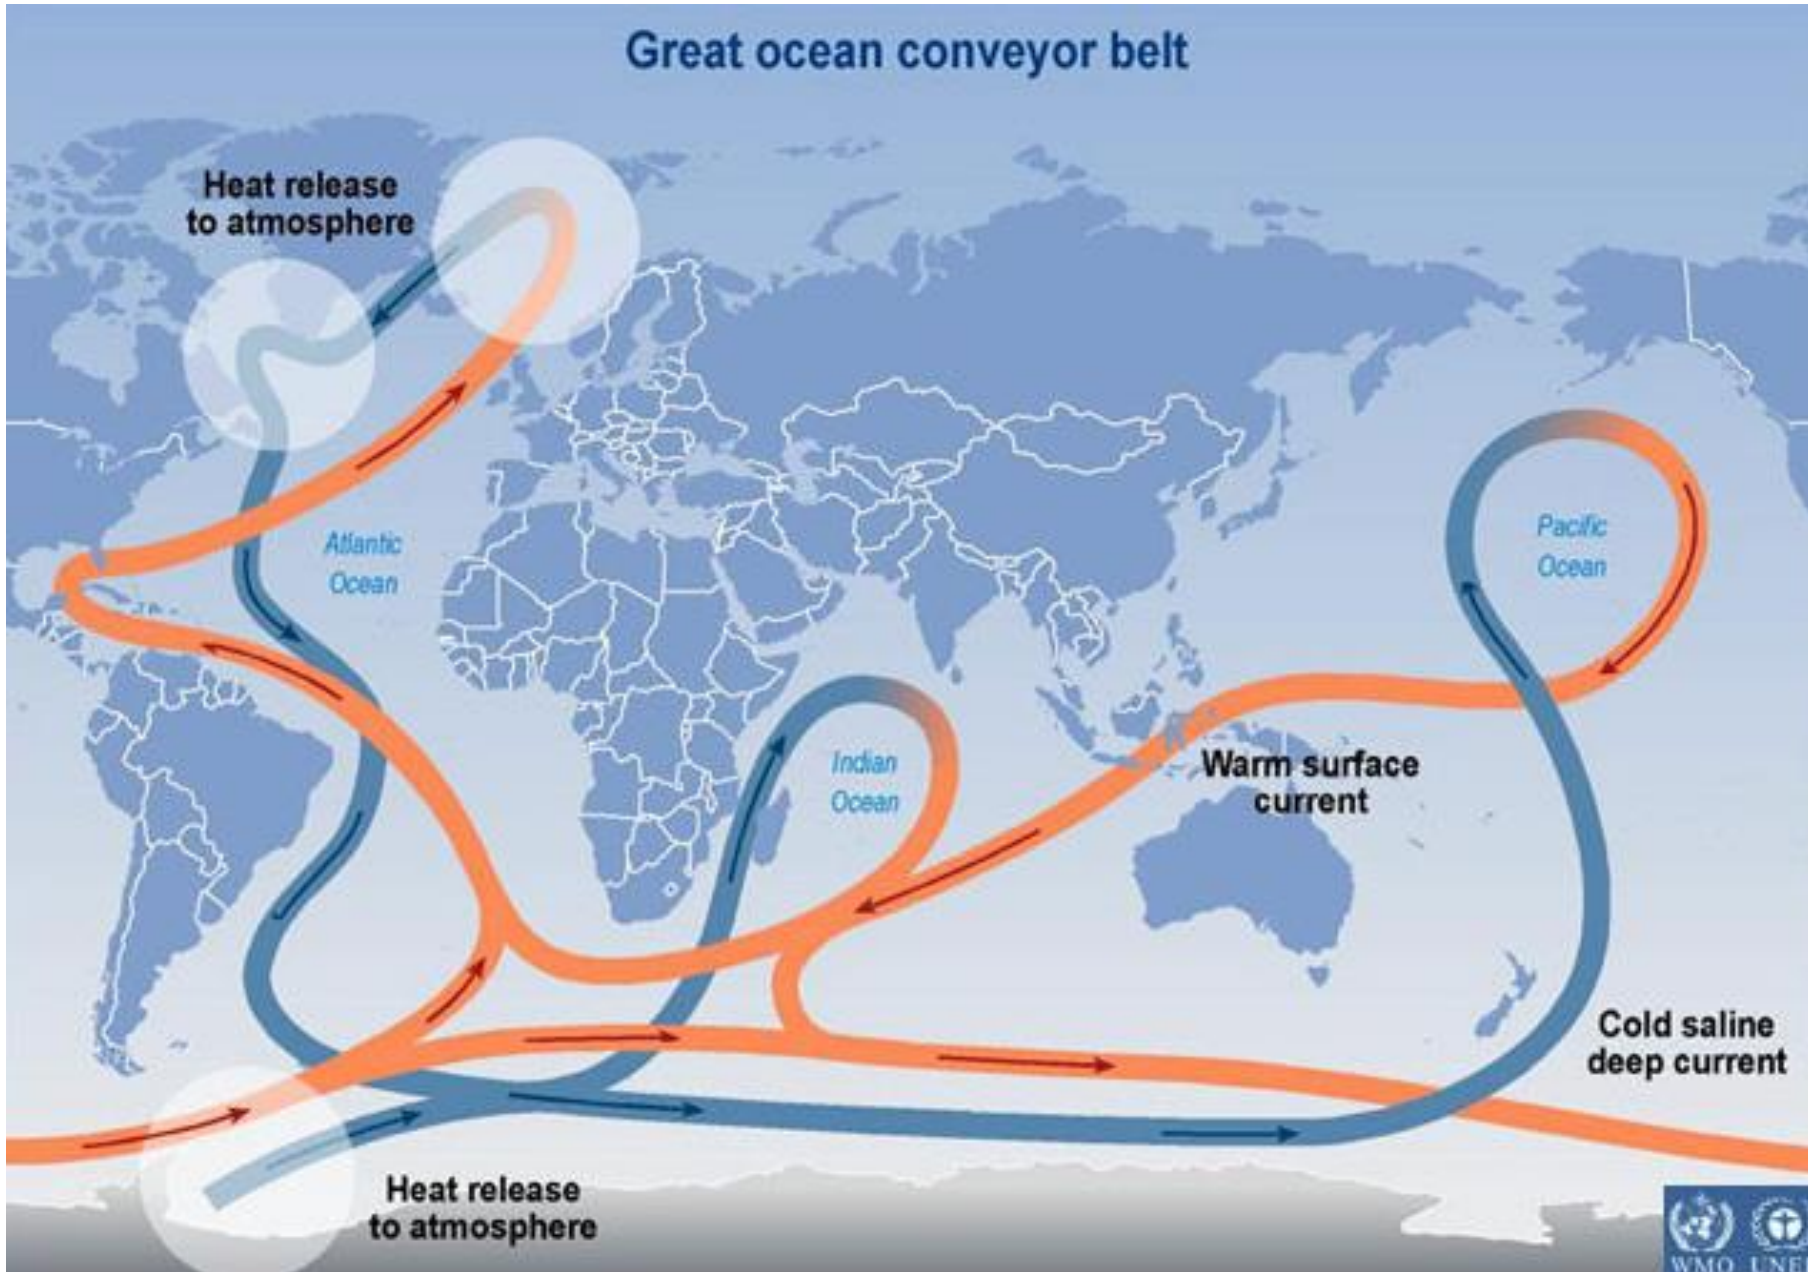 Great ocean conveyor belt
Heat release
to atmosphere
Atlantic
Ocean
Pacific
Ocean
Indian
Ocean
Warm surface
current
Cold saline
deep current
Heat release
to atmosphere
WMO UNEP